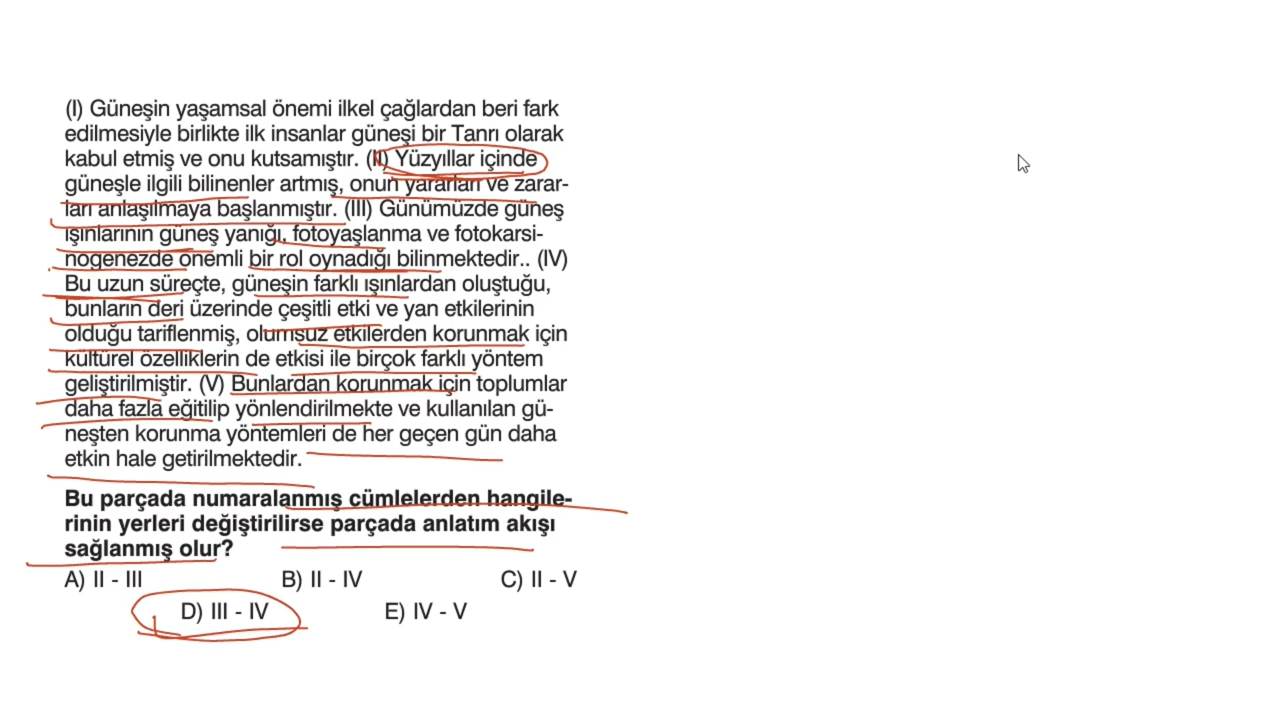 (I) Güneşin yaşamsal önemi ilkel çağlardan beri fark
edilmesiyle birlikte ilk insanlar güneşi bir Tanrı olarak
kabul etmiş ve onu kutsamıştır. (II) Yüzyıllar içinde
güneşle ilgili bilinenler artmış, onun yararları ve zarar-
ları anlaşılmaya başlanmıştır. (III) Günümüzde güneş
ışınlarının güneş yanığı, fotoyaşlanma ve fotokarsi-
nogenezde önemli bir rol oynadığı bilinmektedir.. (IV)
Bu uzun süreçte, güneşin farklı ışınlardan oluştuğu,
bunların deri üzerinde çeşitli etki ve yan etkilerinin
olduğu tariflenmiş, olumsuz etkilerden korunmak için
kültürel özelliklerin de etkisi ile birçok farklı yöntem
geliştirilmiştir. (V) Bunlardan korunmak için toplumlar
daha fazla eğitilip yönlendirilmekte ve kullanılan gü-
neşten korunma yöntemleri de her geçen gün daha
etkin hale getirilmektedir.
Bu parçada numaralanmış cümlelerden hangile-
rinin yerleri değiştirilirse parçada anlatım akışı
sağlanmış olur?
A) II - III B) II - IV C) II - V
D) III - IV E) IV - V